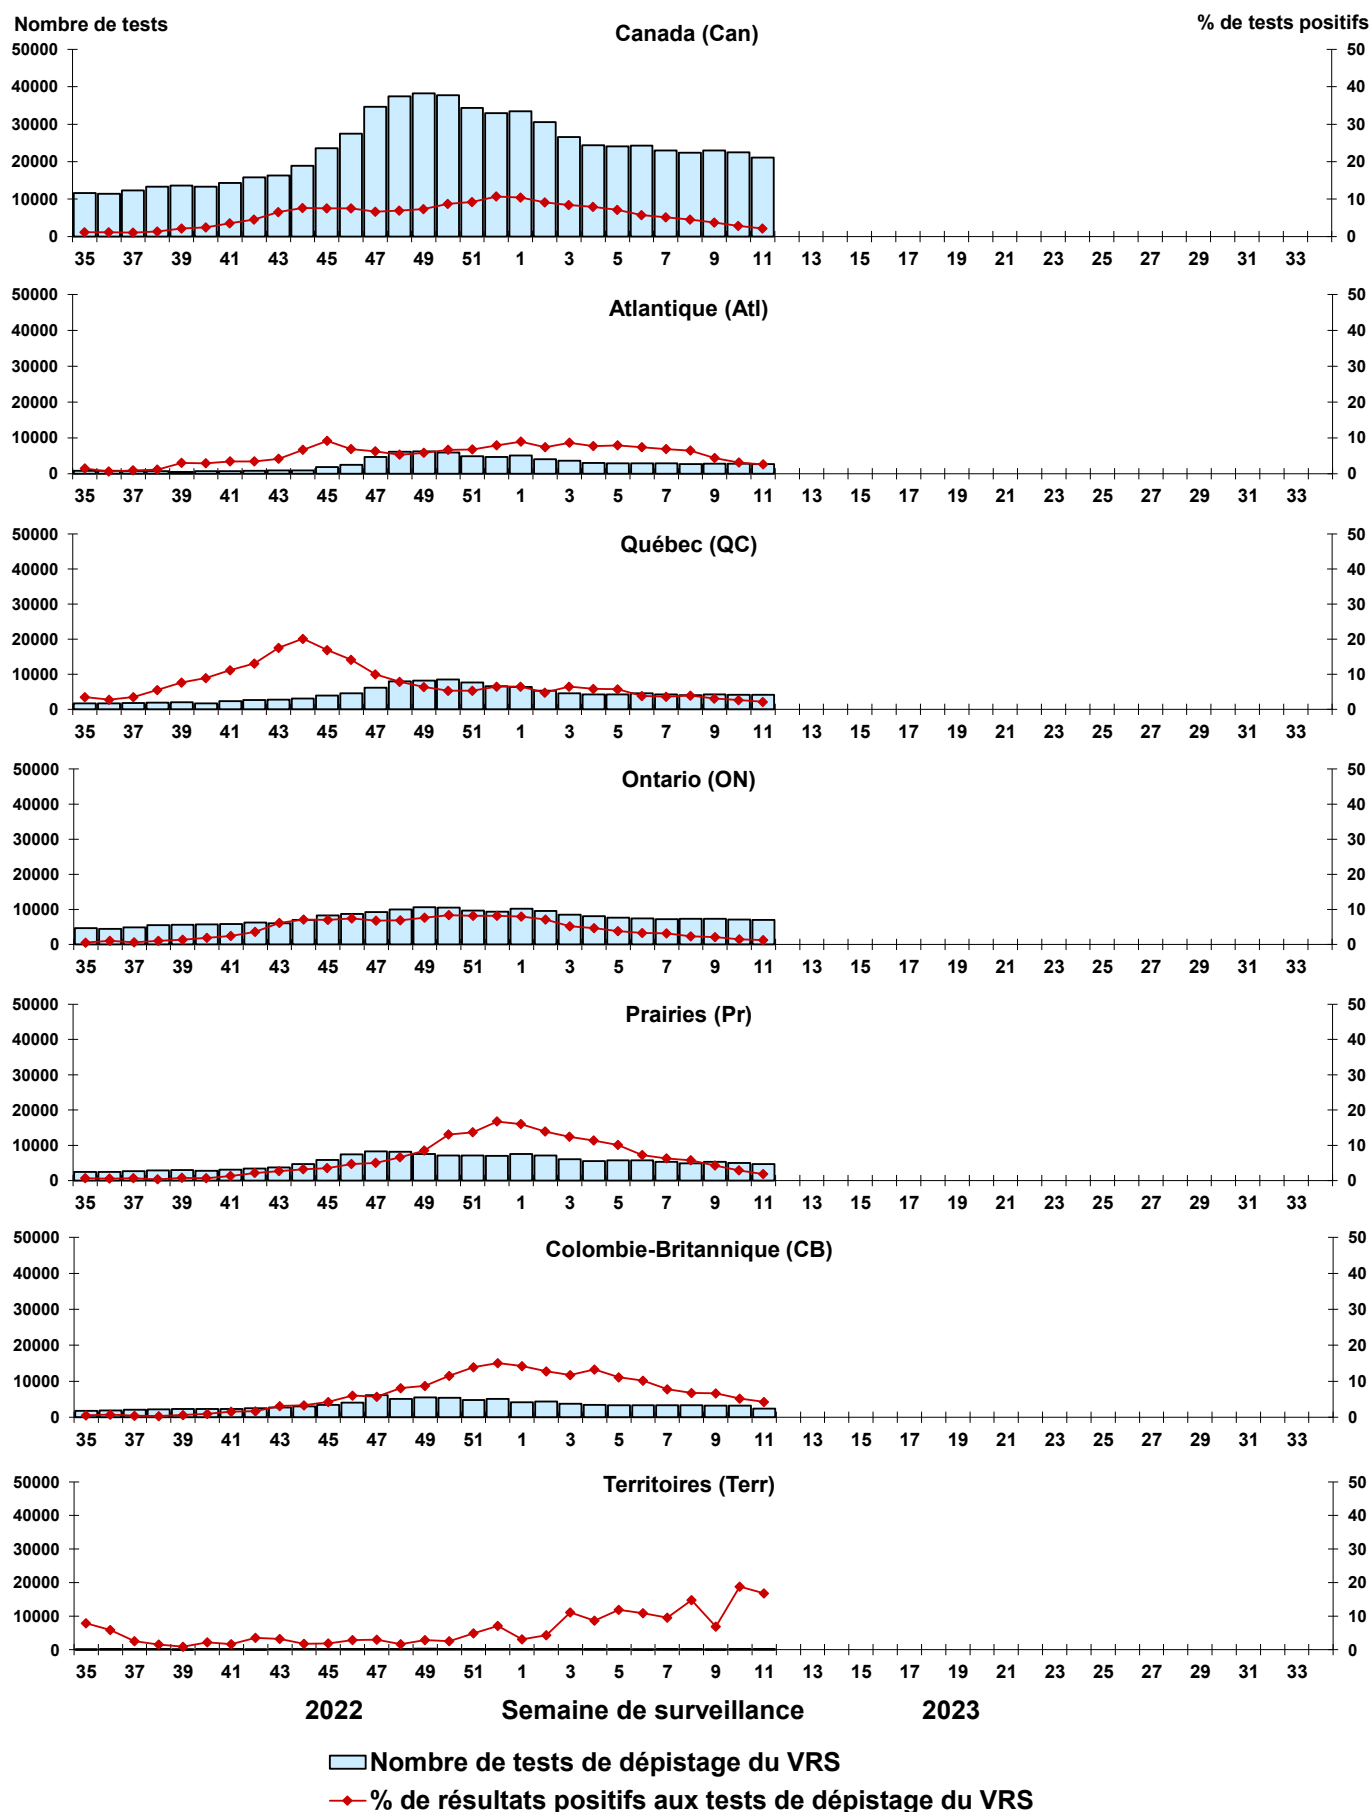 Nombre de tests
% de tests positifs
Canada (Can)
50000 50
40000 40
30000 30
20000 20
10000 10
0 0
35 37 39 41 43 45 47 49 51 1 3 5 7 9 11 13 15 17 19 21 23 25 27 29 31 33
Atlantique (Atl)
50000 50
40000 40
30000 30
20000 20
10000 10
0 0
35 37 39 41 43 45 47 49 51 1 3 5 7 9 11 13 15 17 19 21 23 25 27 29 31 33
Québec (QC)
50000 50
40000 40
30000 30
20000 20
10000 10
0 0
35 37 39 41 43 45 47 49 51 1 3 5 7 9 11 13 15 17 19 21 23 25 27 29 31 33
Ontario (ON)
50000 50
40000 40
30000 30
20000 20
10000 10
0 0
35 37 39 41 43 45 47 49 51 1 3 5 7 9 11 13 15 17 19 21 23 25 27 29 31 33
Prairies (Pr)
50000 50
40000 40
30000 30
20000 20
10000 10
0 0
35 37 39 41 43 45 47 49 51 1 3 5 7 9 11 13 15 17 19 21 23 25 27 29 31 33
Colombie-Britannique (CB)
50000 50
40000 40
30000 30
20000 20
10000 10
0 0
35 37 39 41 43 45 47 49 51 1 3 5 7 9 11 13 15 17 19 21 23 25 27 29 31 33
Territoires (Terr)
50000 50
40000 40
30000 30
20000 20
10000 10
0 0
35 37 39 41 43 45 47 49 51 1 3 5 7 9 11 13 15 17 19 21 23 25 27 29 31 33
2022 Semaine de surveillance 2023
Nombre de tests de dépistage du VRS
% de résultats positifs aux tests de dépistage du VRS